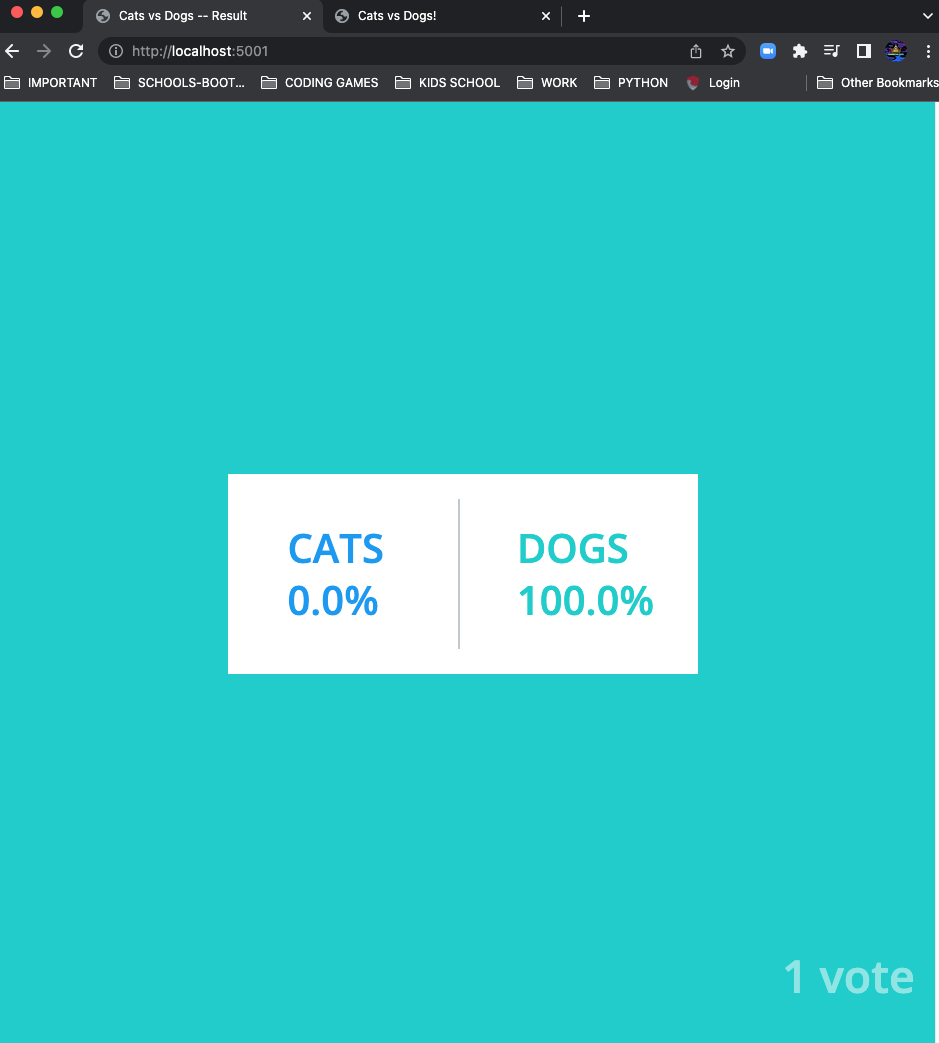 Cats vs Dogs -- Result
Cats vs Dogs!
http://localhost:5001
IMPORTANT
SCHOOLS-BOOT...
CODING GAMES
KIDS SCHOOL
WORK
PYTHON
Login
Other Bookmarks
CATS
0.0%
DOGS
100.0%
1 vote